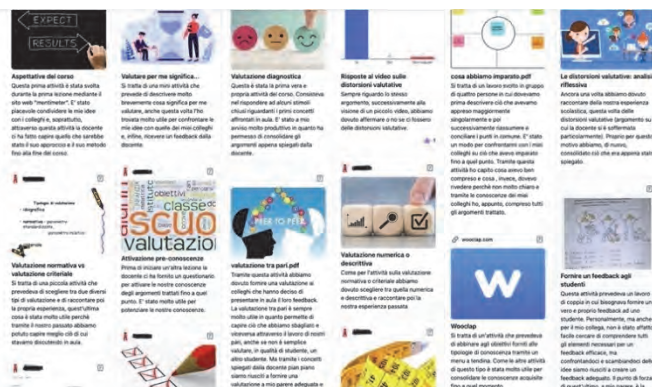 EXPECT
RESULTS
Aspettative del corso
Questa prima attività è stata svolta
durante la prima lezione mediante il
sito web "mentimeter". E' stato
piacevole condividere le mie idee
con i colleghi e, soprattutto,
attraverso questa attività la docente
ci ha fatto capire quello che sarebbe
stato il suo approccio e il suo metodo
fino alla fine del corso.
Valutazione normativa vs
valutazione criteriale
Si tratta di una piccola attività che
prevedeva di scegliere tra due diversi
tipi di valutazione e di raccontare poi
la propria esperienza, quest'ultima
cosa è stata molto utile perché
tramite il nostro passato abbiamo
potuto capire meglio ciò di cui
stavamo discutendo in aula.
Valutare per me significa...
Si tratta di una mia attività che
prevede di descrivere molto
brevemente cosa significa per me
valutare, anche questa volta l'ho
trovata molto utile per confrontare le
mie idee con quelle dei miei colleghi
e, infine, ricevere un feedback dalla
docente.
obiettivi
classe
SCUO
valutazio
Attivazione pre-conoscenze
Prima di iniziare un'altra lezione la
docente ci ha fornito un questionario
per attivare le nostre conoscenze
degli argomenti trattati fino a quel
punto. E' stato molto utile per
potenziare le nostre conoscenze.
Valutazione diagnostica
Questa è stata la prima vera e
propria attività del corso. Consisteva
nel rispondere ad alcuni stimoli
chiusi riguardanti i primi concetti
affrontati in aula. E' stato a mio
avviso molto produttiva in quanto ha
permesso di consolidare gli
argomenti appena spiegati dalla
docente.
PEER-TO-PEER
valutazione tra pari.pdf
Tramite questa attività abbiamo
dovuto fornire una valutazione ai
colleghi che hanno deciso di
presentare in aula il loro feedback.
La valutazione tra pari è sempre
molto utile in quanto permette di
capire ciò che abbiamo sbagliato e
viceversa attraverso il lavoro di nostri
pari, anche se non è semplice
valutare, in qualità di studente, un
altro studente. Ma tramite i concetti
spiegati dalla docente pian piano
siamo riusciti a fornire una
valutazione a mio parere adeguata e
Risposte al video sulle
distorsioni valutative
Sempre riguardo lo stesso
argomento, successivamente alla
visione di un piccolo video, abbiamo
dovuto affermare o no se ci fossero
delle distorsioni valutative.
Valutazione numerica o
descrittiva
Come per l'attività sulla valutazione
normativa o criteriale abbiamo
dovuto scegliere tra quella numerica
e descrittiva e raccontare poi la
nostra esperienza passata
cosa abbiamo imparato.pdf
Si tratta di un lavoro molto in gruppo
di quattro persone in cui dovevamo
prima descrivere ciò che avevamo
appreso maggiormente
singolarmente e poi
successivamente riassumere e
conciliare i punti in comune. E' stato
un modo per confrontarmi con i miei
colleghi su ciò che avevo imparato
fino a quel punto. Tramite questa
attività ho capito cosa avevo ben
compreso e cosa, invece, dovevo
rivedere perché non molto chiaro e
tramite le conoscenze dei miei
colleghi ho, appunto, compreso tutti
gli argomenti trattati.
wooclap.com
W
Wooclap
Si tratta di un'attività che prevedeva
di abbinare agli obiettivi forniti alle
tipologie di conoscenza tramite un
menu a tendina. Come le altre attività
di questo tipo è stato molto utile per
consolidare le conoscenze acquisite
fino a quel momento.
Le distorsioni valutative: analisi
riflessiva
Ancora una volta abbiamo dovuto
raccontare della nostra esperienza
scolastica, questa volta delle
distorsioni valutative (argomento su
cui la docente si è soffermata
particolarmente). Proprio per questo
motivo abbiamo, di nuovo,
consolidato ciò che era appena stato
spiegato.
Fornire un feedback agli
studenti
Questa attività prevedeva un lavoro
di coppia in cui bisognava fornire un
vero e proprio feedback ad uno
studente. Personalmente, ma anche
per il mio collega, non è stato affatto
facile cercare di comprendere tutti
gli elementi necessari per un
feedback efficace, ma
confrontandoci e scambiandoci delle
idee siamo riusciti a creare un
feedback adeguato. Il punto di forza